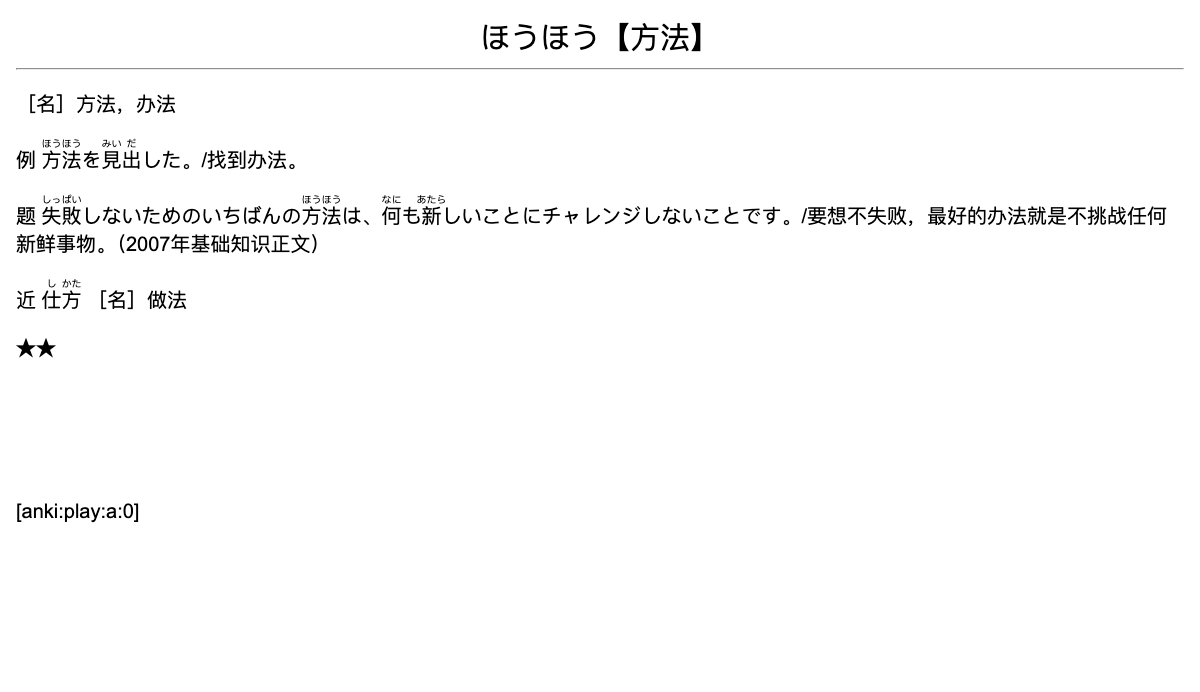 ほうほう【方法】
［名］方法，办法
ほうほう みい だ
例 方法を見出した。/找到办法。
しっぱい ほうほう なに あたら
题 失敗しないためのいちばんの方法は、何も新しいことにチャレンジしないことです。/要想不失败，最好的办法就是不挑战任何
新鲜事物。（2007年基础知识正文）
し かた
近 仕方 ［名］做法
★★
[anki:play:a:0]